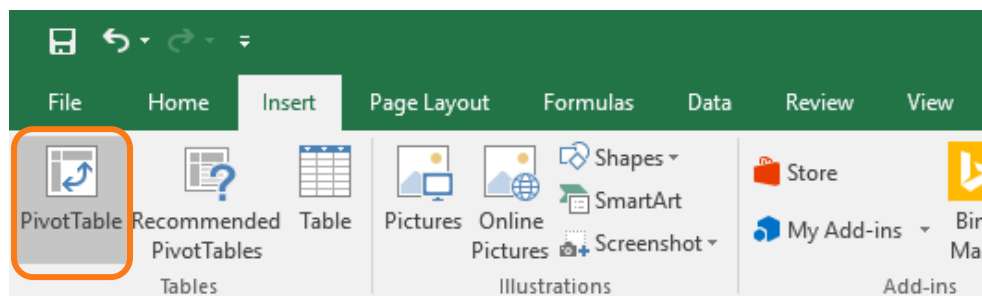 File Home Insert Page Layout Formulas Data Review View
PivotTable
Recommended
PivotTables
Table
Pictures
Online
Pictures
Shapes
SmartArt
Screenshot
Store
My Add-ins
Tables
Illustrations
Add-ins